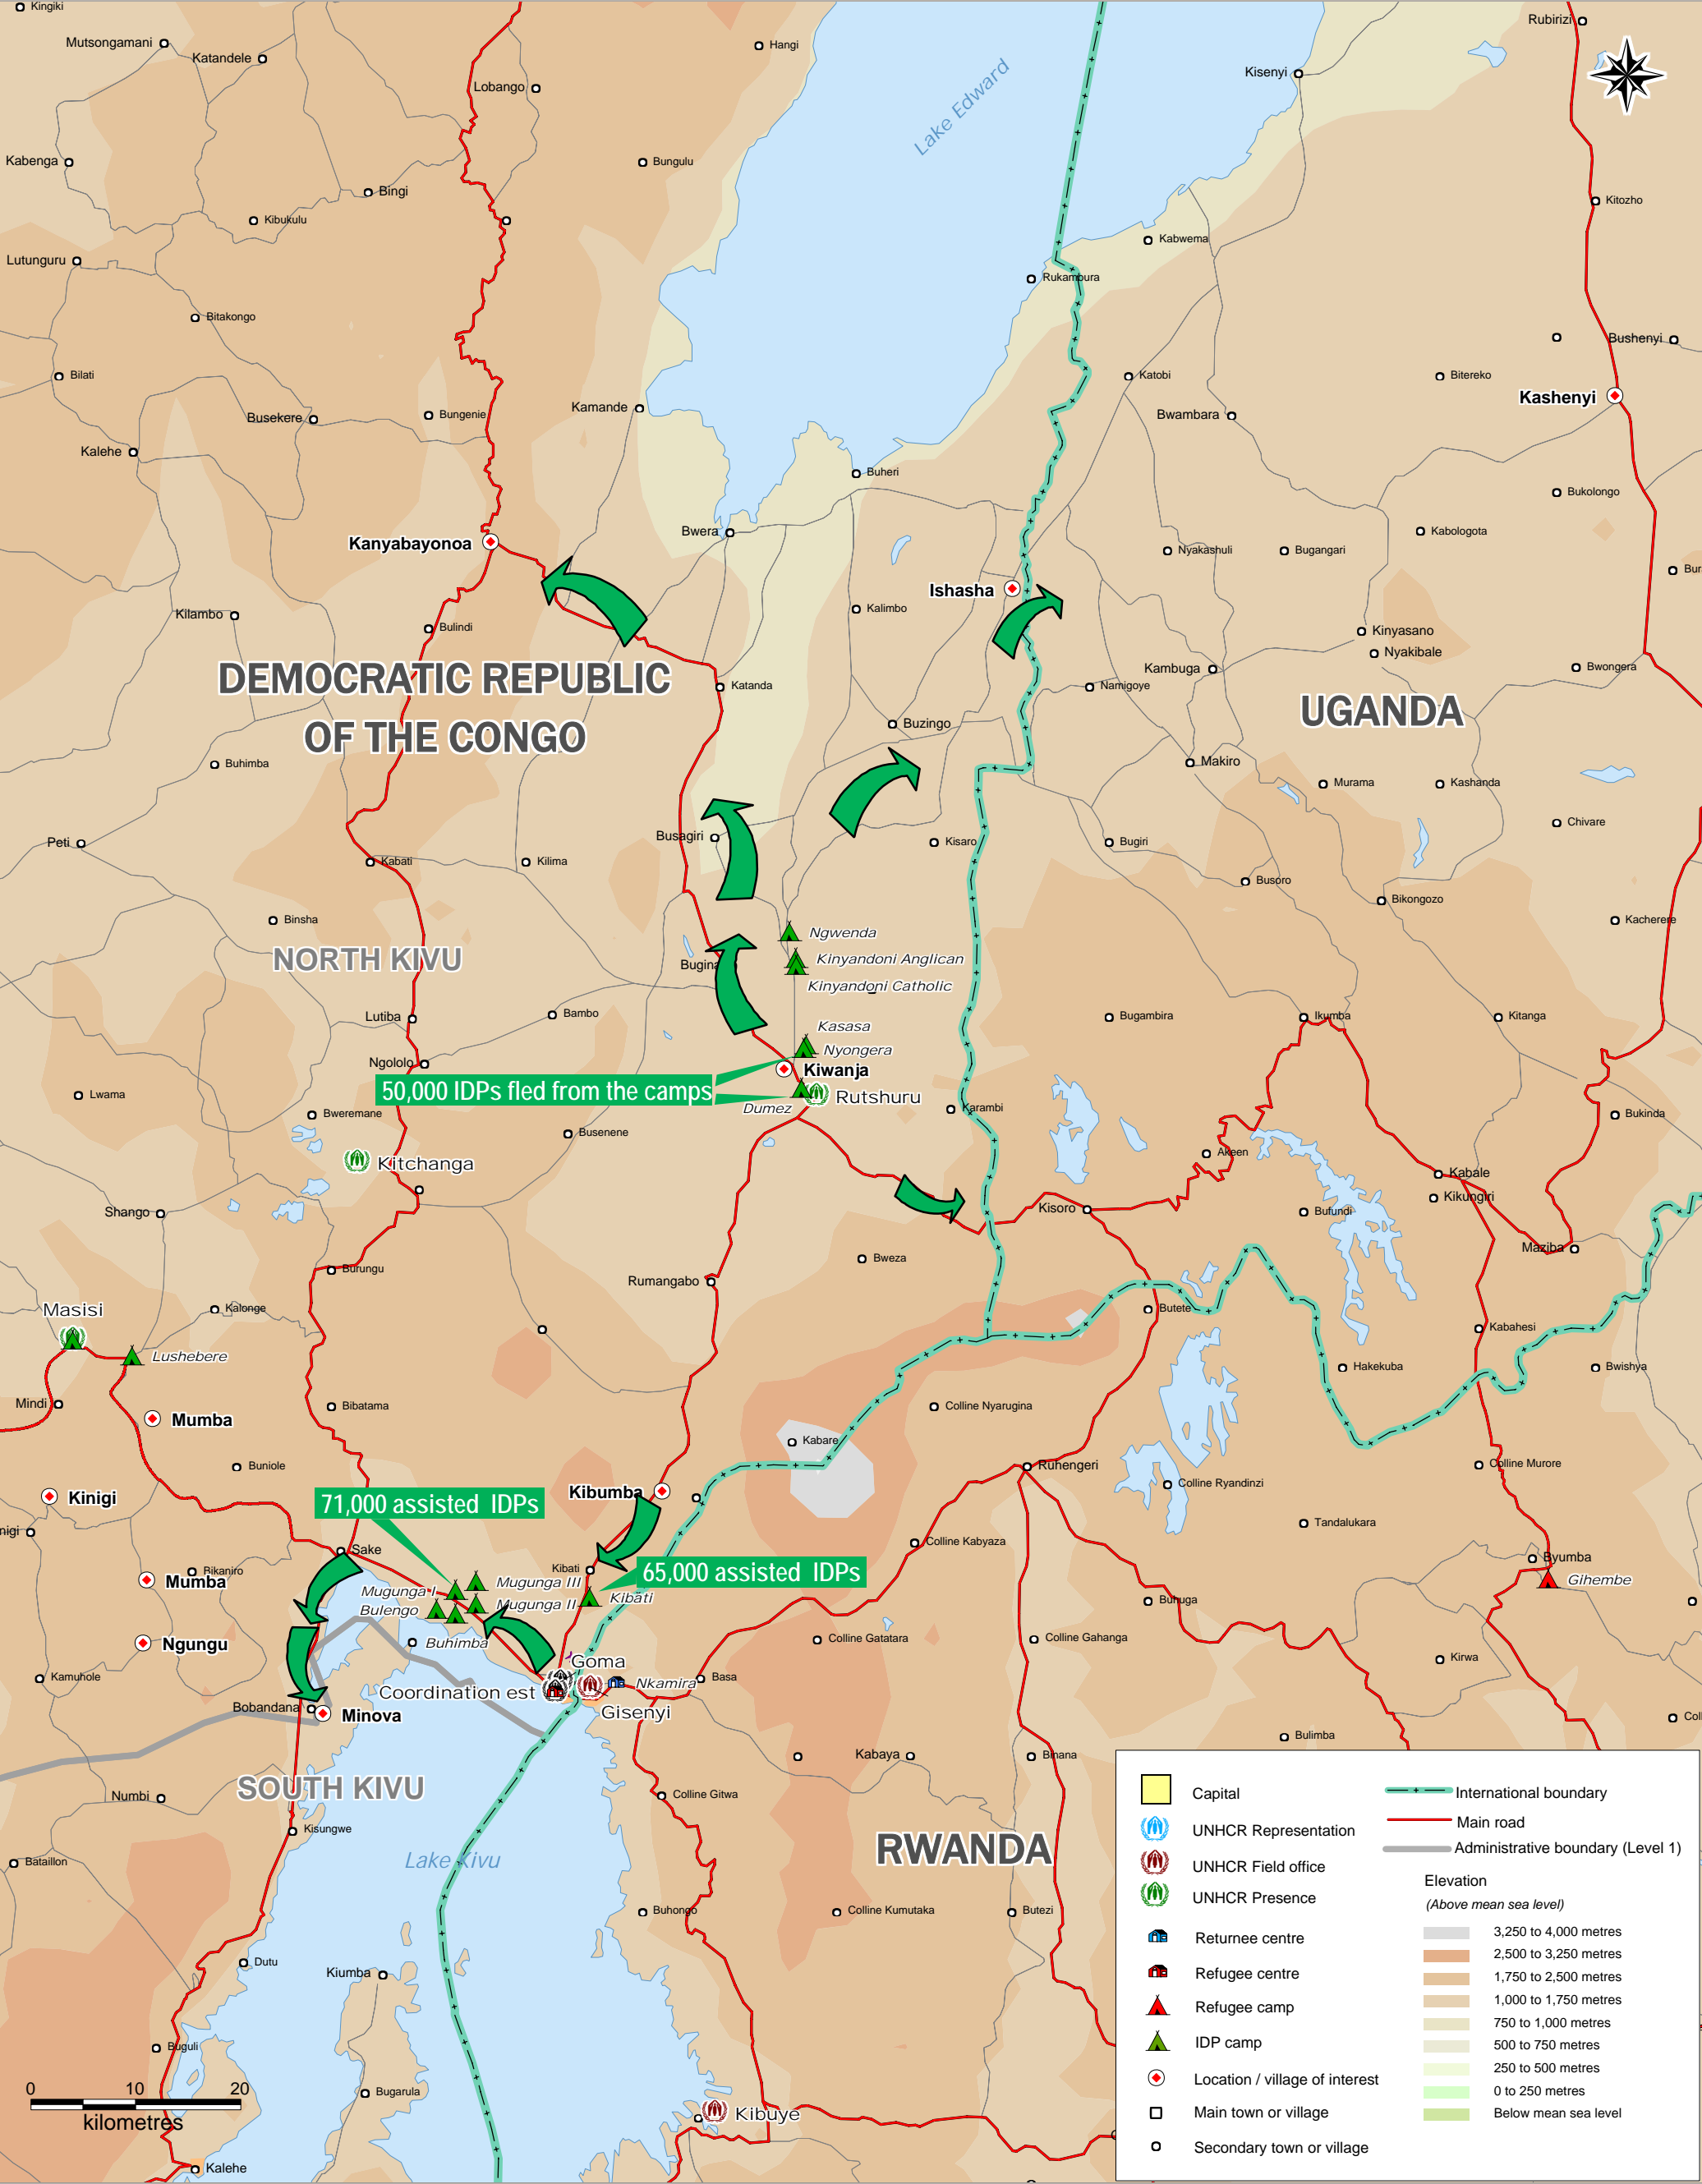 Kingiki
Mutsongamani
Katandele
Hangi
Lobango
Lake Edward
Kisenyi
Rubirizi
Kabenga
Bungulu
Bingi
Kibukulu
Kitozho
Lutunguru
Kabwema
Rukambura
Bitakongo
Bushenyi
Bilati
Katobi
Bitereko
Kashenyi
Busekere
Bungenie
Kamande
Bwambara
Kalehe
Buheri
Bukolongo
Kanyabayonoa
Bwera
Kabologota
Nyakashuli
Bugangari
Bur
Ishasha
Kilambo
Kalimbo
Bulindi
Kinyasano
Nyakibale
DEMOCRATIC REPUBLIC
OF THE CONGO
Katanda
Kambuga
Bwongera
Namigoye
UGANDA
Buzingo
Buhimba
Makiro
Murama
Kashanda
Chivare
Peti
Busagiri
Kisaro
Bugiri
Kabati
Kilima
Busoro
Bikongozo
Binsha
Kacherere
Ngwenda
NORTH KIVU
Bugina
Kinyandoni Anglican
Kinyandoni Catholic
Lutiba
Bambo
Kasasa
Bugambira
Ikumba
Kitanga
Nyongera
Ngololo
Kiwanja
50,000 IDPs fled from the camps
Rutshuru
Lwama
Dumez
Karambi
Bweremane
Bukinda
Busenene
Akeen
Kitchanga
Kabale
Kikungiri
Shango
Kisoro
Bufundi
Maziba
Bweza
Burungu
Rumangabo
Masisi
Kalonge
Butete
Kabahesi
Lushebere
Hakekuba
Bwishya
Mindi
Mumba
Bibatama
Colline Nyarugina
Kabare
Buniole
Ruhengeri
Colline Murore
Kinigi
Kibumba
Colline Ryandinzi
71,000 assisted IDPs
nigi
Tandalukara
Sake
Colline Kabyaza
Byumba
Kibati
65,000 assisted IDPs
Rikaniro
Mumba
Mugunga III
Gihembe
Mugunga I
Kibati
Bulengo
Mugunga II
Buhuga
Ngungu
Buhimba
Colline Gatatara
Colline Gahanga
Kirwa
Goma
Kamuhole
Nkamira
Basa
Coordination est
Bobandana
Minova
Gisenyi
Col
Bulimba
Kabaya
Binana
SOUTH KIVU
Numbi
Colline Gitwa
Kisungwe
RWANDA
Bataillon
Lake Kivu
Buhongo
Colline Kumutaka
Butezi
Dutu
Kiumba
Buguli
Bugarula
0 10 20
kilometres
Kibuye
Kalehe
Capital
UNHCR Representation
UNHCR Field office
UNHCR Presence
Returnee centre
Refugee centre
Refugee camp
IDP camp
Location / village of interest
Main town or village
Secondary town or village
International boundary
Main road
Administrative boundary (Level 1)
Elevation
(Above mean sea level)
3,250 to 4,000 metres
2,500 to 3,250 metres
1,750 to 2,500 metres
1,000 to 1,750 metres
750 to 1,000 metres
500 to 750 metres
250 to 500 metres
0 to 250 metres
Below mean sea level